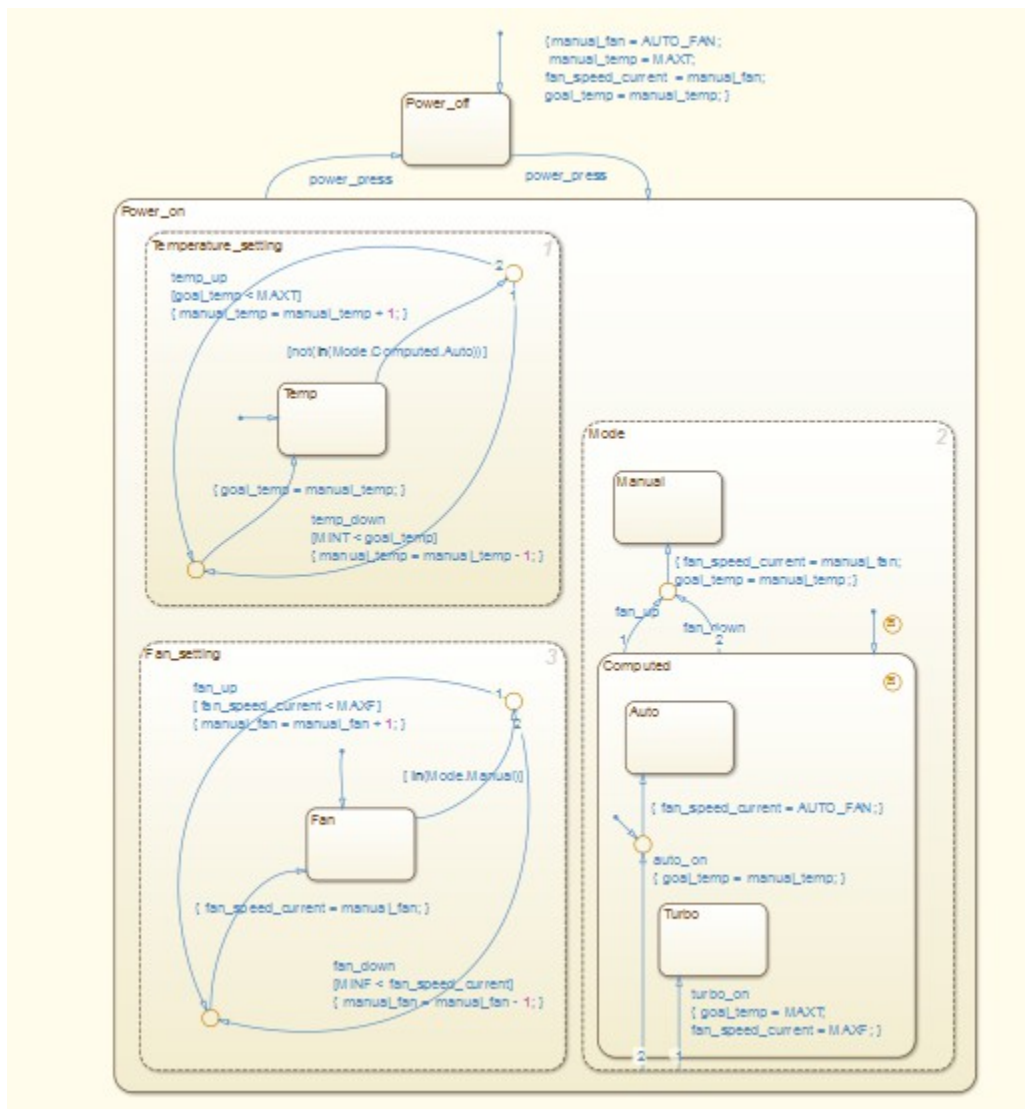 {manual_fan = AUTO_FAN;
manual_temp = MAXT;
fan_speed_current = manual_fan;
goal_temp = manual_temp; }
Power_off
power_press
power_press
Power_on
Temperature_setting
1
temp_up
[goal_temp < MAXT]
{ manual_temp = manual_temp + 1; }
2
1
[not(in(Mode.Computed.Auto))]
Temp
{ goal_temp = manual_temp; }
temp_down
[MINT < goal_temp]
{ manual_temp = manual_temp - 1; }
Mode
2
Manual
{ fan_speed_current = manual_fan;
goal_temp = manual_temp; }
fan_up
fan_down
1
2
Computed
Auto
{ fan_speed_current = AUTO_FAN; }
auto_on
{ goal_temp = manual_temp; }
Turbo
turbo_on
{ goal_temp = MAXT;
fan_speed_current = MAXF; }
2
1
Fan_setting
3
fan_up
[ fan_speed_current < MAXF]
{ manual_fan = manual_fan + 1; }
1
2
[ in(Mode.Manual)]
Fan
{ fan_speed_current = manual_fan; }
fan_down
[MINF < fan_speed_current]
{ manual_fan = manual_fan - 1; }